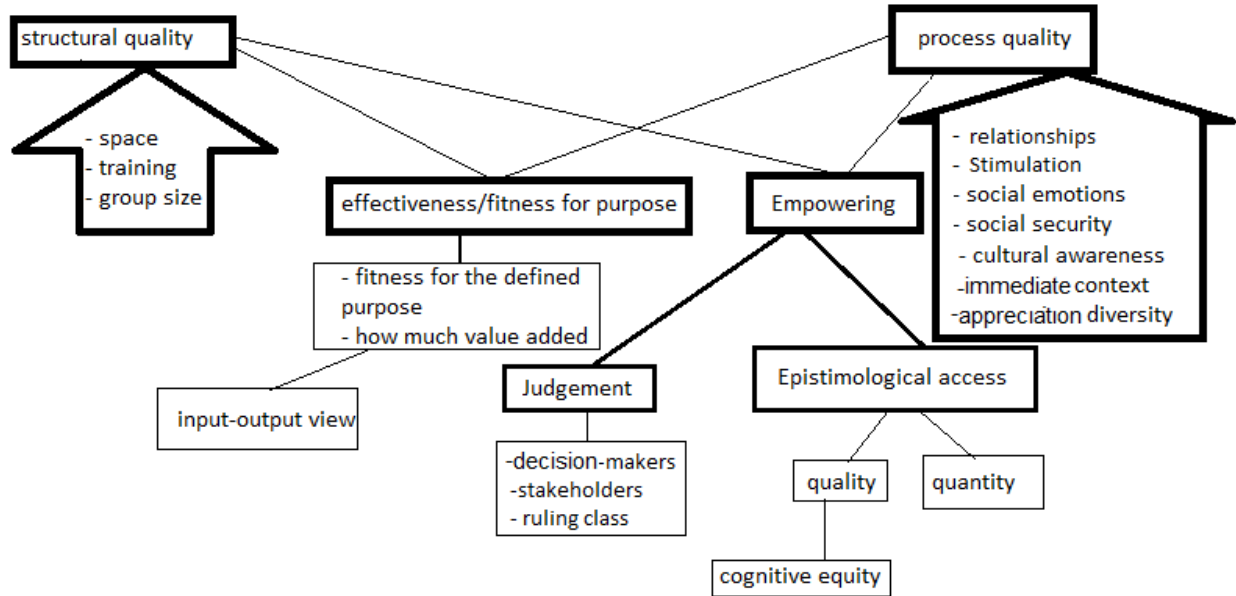 structural quality
process quality
- space
- training
- group size
- relationships
- Stimulation
- social emotions
- social security
- cultural awareness
-immediate context
-appreciation diversity
effectiveness/fitness for purpose
Empowering
- fitness for the defined
purpose
- how much value added
input-output view
Judgement
Epistimological access
-decision-makers
-stakeholders
- ruling class
quality
quantity
cognitive equity